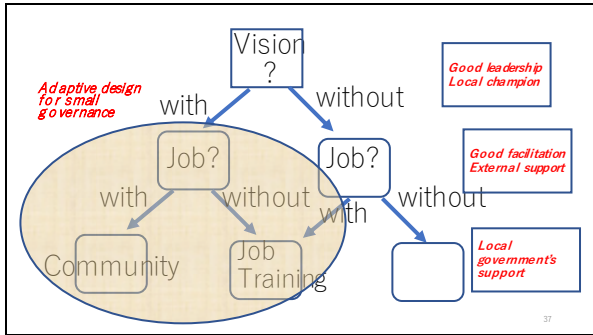 Vision
?
Adaptive design
for small
governance
Good leadership
Local champion
with
without
Job?
Job?
Good facilitation
External support
with
without
with
without
Community
Job
Training
Local
government's
support
37